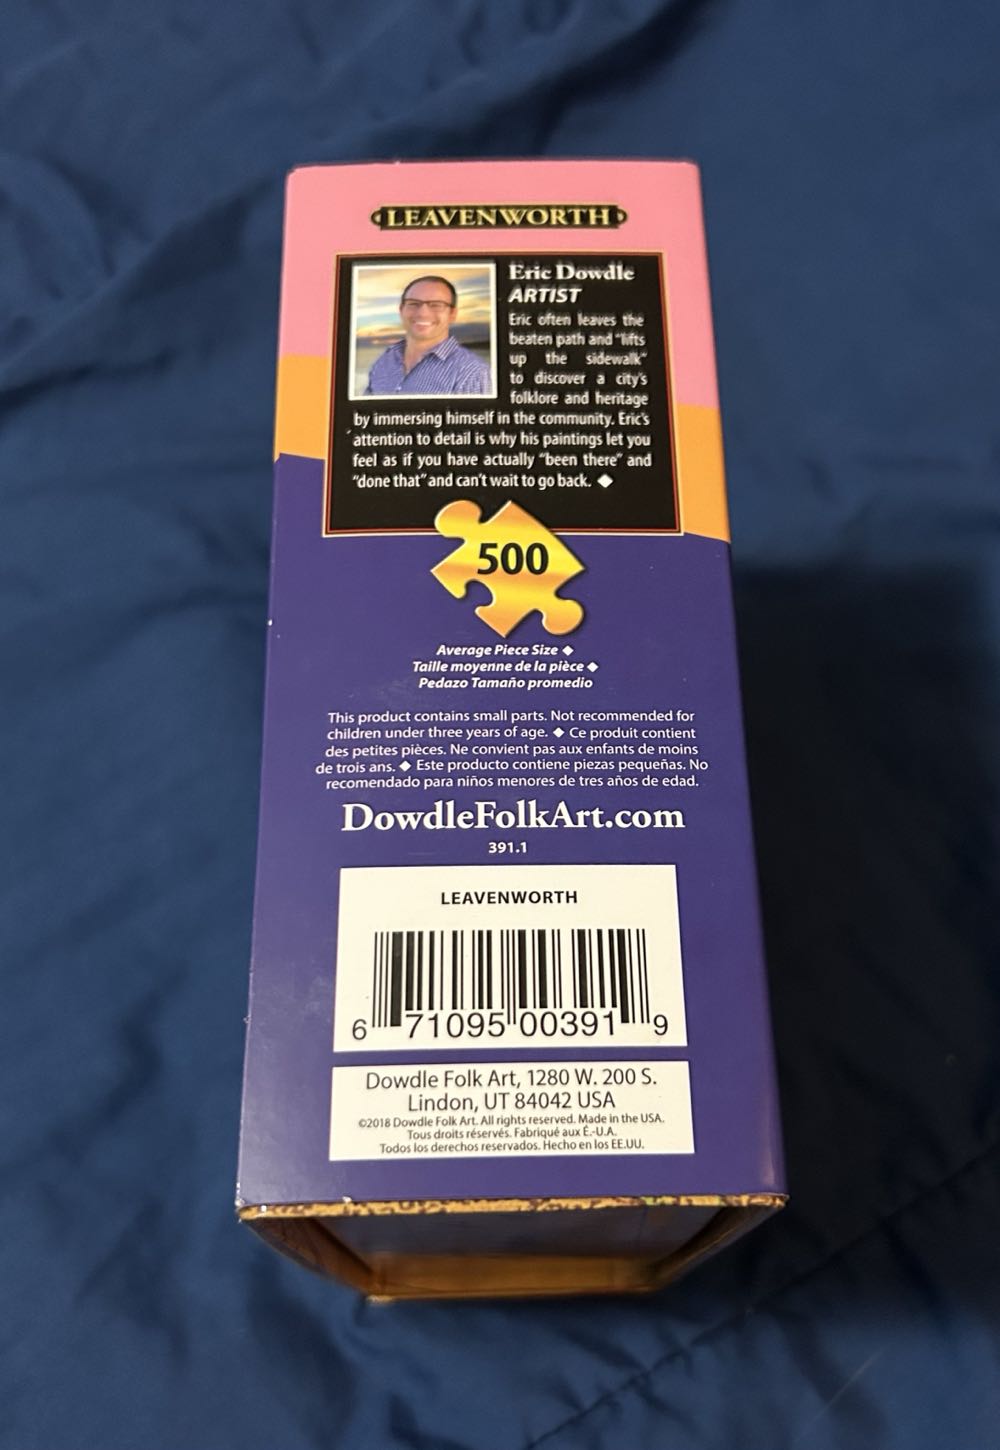 LEAVENWORTH
Eric Dowdle
ARTIST
Eric often leaves the
beaten path and "lifts
up the sidewalk"
to discover a city's
folklore and heritage
by immersing himself in the community. Eric's
attention to detail is why his paintings let you
feel as if you have actually "been there" and
"done that" and can't wait to go back. ◆
500
Average Piece Size ◆
Taille moyenne de la pièce ◆
Pedazo Tamaño promedio
This product contains small parts. Not recommended for
children under three years of age. ◆ Ce produit contient
des petites pièces. Ne convient pas aux enfants de moins
de trois ans. ◆ Este producto contiene piezas pequeñas. No
recomendado para niños menores de tres años de edad.
DowdleFolkArt.com
391.1
LEAVENWORTH
6 71095 00391 9
Dowdle Folk Art, 1280 W. 200 S.
Lindon, UT 84042 USA
©2018 Dowdle Folk Art. All rights reserved. Made in the USA.
Tous droits réservés. Fabriqué aux É.-U.A.
Todos los derechos reservados. Hecho en los EE.UU.